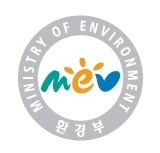 MINISTRY OF ENVIRONMENT
mev
환경부